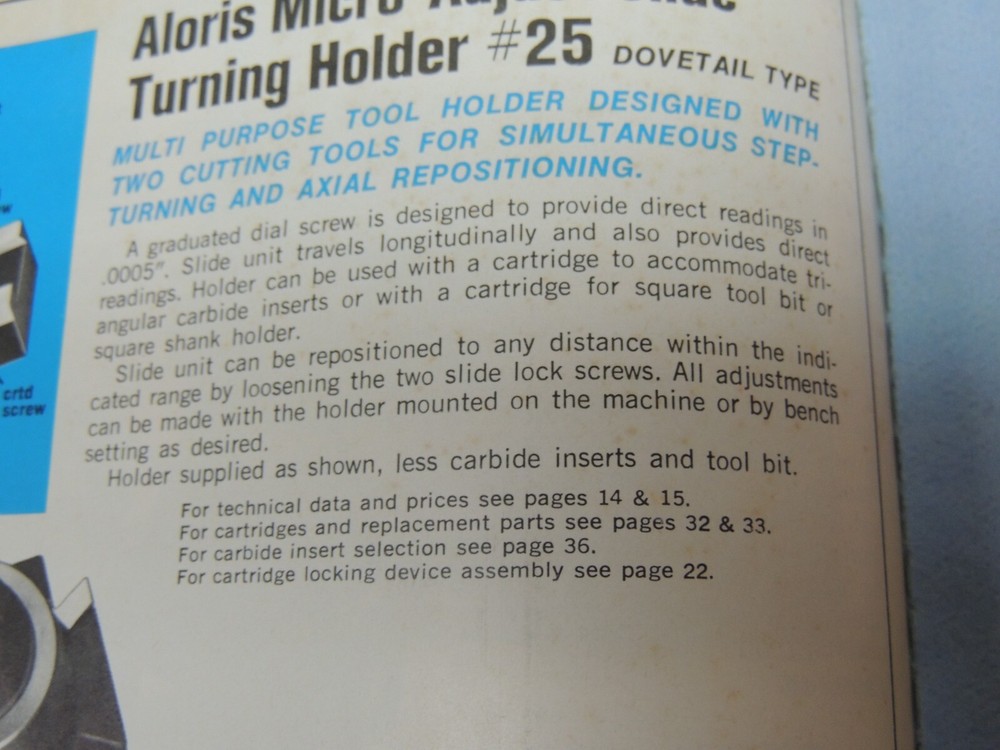 Aloris Micro
Turning Holder #25 DOVETAIL TYPE
MULTI PURPOSE TOOL HOLDER DESIGNED WITH
TWO CUTTING TOOLS FOR SIMULTANEOUS STEP-
TURNING AND AXIAL REPOSITIONING.
A graduated dial screw is designed to provide direct readings in
.0005". Slide unit travels longitudinally and also provides direct
readings. Holder can be used with a cartridge to accommodate tri-
angular carbide inserts or with a cartridge for square tool bit or
square shank holder.
Slide unit can be repositioned to any distance within the indi-
cated range by loosening the two slide lock screws. All adjustments
can be made with the holder mounted on the machine or by bench
setting as desired.
Holder supplied as shown, less carbide inserts and tool bit.
For technical data and prices see pages 14 & 15.
For cartridges and replacement parts see pages 32 & 33.
For carbide insert selection see page 36.
For cartridge locking device assembly see page 22.
crtd
screw